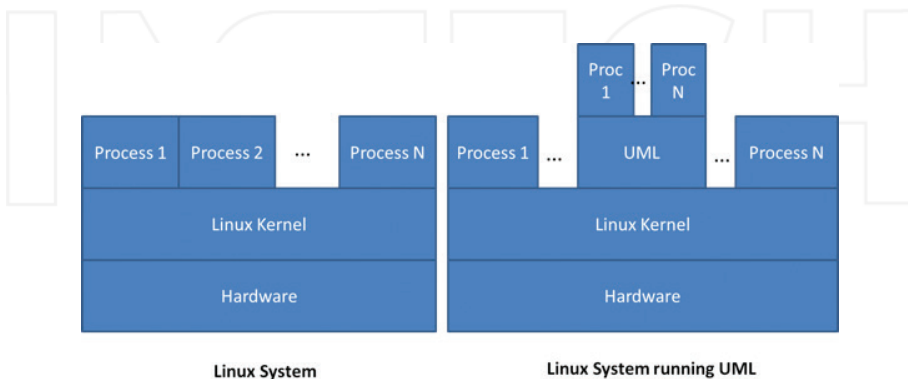 Proc 1 ... Proc N
Process 1 Process 2 ... Process N
Process 1 ... UML ... Process N
Linux Kernel
Linux Kernel
Hardware
Hardware
Linux System
Linux System running UML